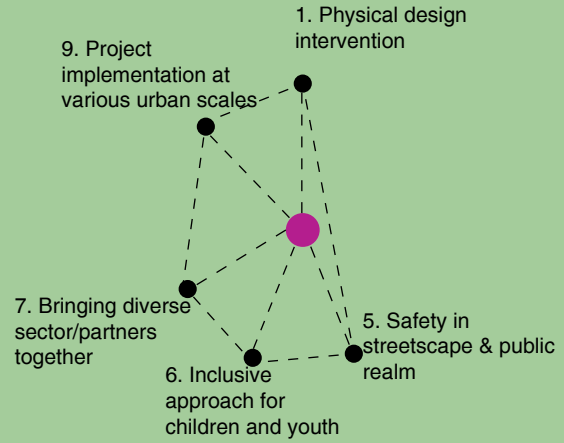 1. Physical design
intervention
9. Project
implementation at
various urban scales
7. Bringing diverse
sector/partners
together
5. Safety in
streetscape & public
realm
6. Inclusive
approach for
children and youth